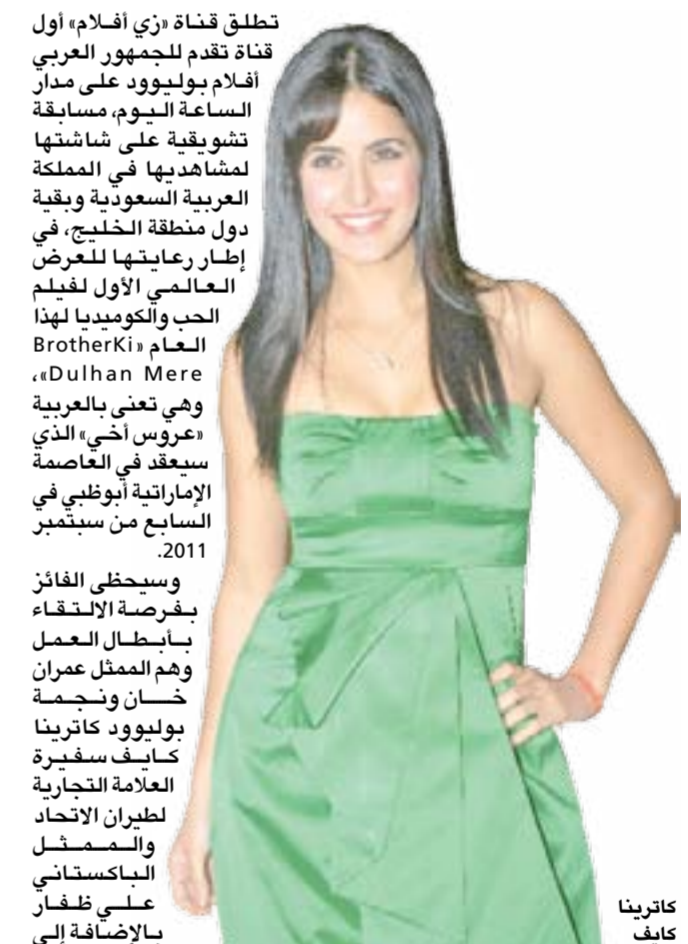 تطلق قناة «زي أفلام» أول
قناة تقدم للجمهور العربي
أفلام بوليوود على مدار
الساعة اليوم، مسابقة
تشويقية على شاشتها
لمشاهديها في المملكة
العربية السعودية وبقية
دول منطقة الخليج، في
إطار رعايتها للعرض
العالمي الأول لفيلم
الحب والكوميديا لهذا
العام «BrotherKi
Dulhan Mere»،
وهي تعنى بالعربية
«عروس أخي» الذي
سيعقد في العاصمة
الإماراتية أبوظبي في
السابع من سبتمبر
2011.
وسيحظى الفائز
بفرصة الالتقاء
بأبطال العمل
وهم الممثل عمران
خان ونجمة
بوليوود كاترينا
كايف سفيرة
العلامة التجارية
لطيران الاتحاد
والممثل
الباكستاني
علي ظفار
بالإضافة إلى
كاترينا
كايف